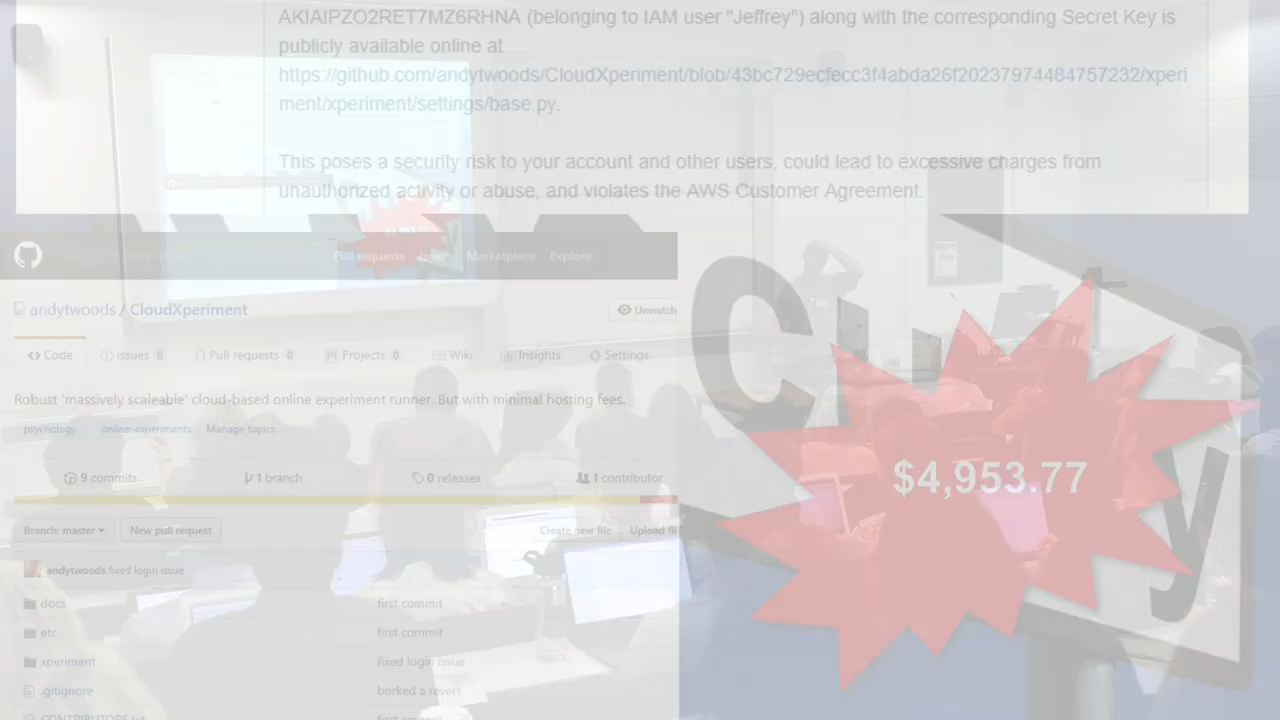 AKIAIPZO2RET7MZ6RHNA (belonging to IAM user "Jeffrey") along with the corresponding Secret Key is
publicly available online at
https://github.com/andytwoods/CloudXperiment/blob/43bc729ecfecc3f4abda26f20237974484757232/xperi
ment/xperiment/settings/base.py.
This poses a security risk to your account and other users, could lead to excessive charges from
unauthorized activity or abuse, and violates the AWS Customer Agreement.
Pull requests Issues Marketplace Explore
andytwoods / CloudXperiment
Unwatch
Code Issues 0 Pull requests 0 Projects 0 Wiki Insights Settings
Robust 'massively scaleable' cloud-based online experiment runner. But with minimal hosting fees.
psychology online-experiments Manage topics
9 commits 1 branch 0 releases 1 contributor
Branch: master New pull request Create new file Upload fil
andytwoods fixed login issue
docs first commit
etc first commit
xperiment fixed login issue
.gitignore borked a revert
CONTRIBUTORS.txt
$4,953.77